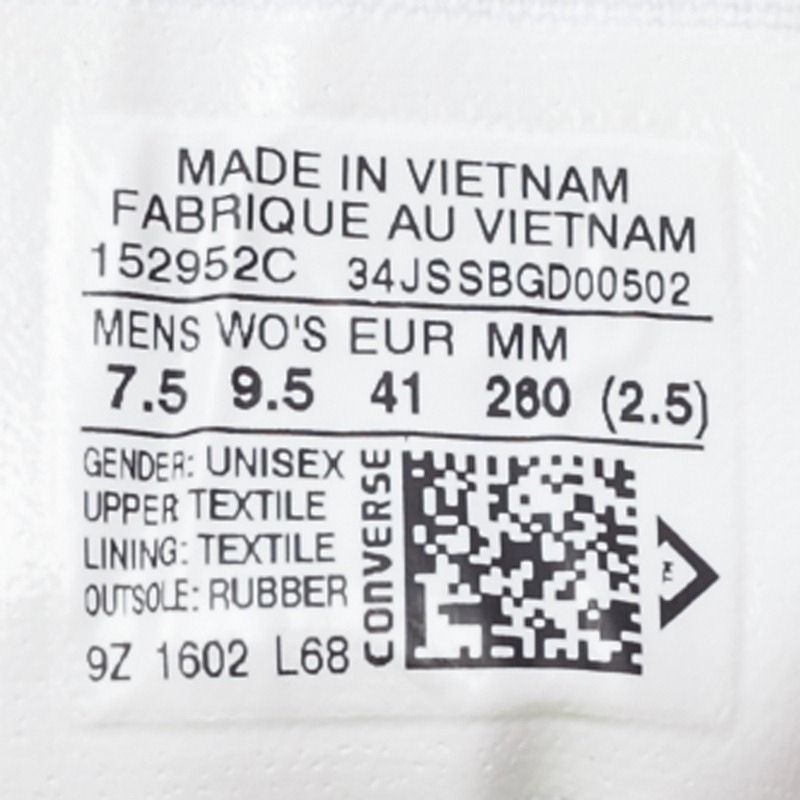 MADE IN VIETNAM
FABRIQUE AU VIETNAM
152952C 34JSSBGD00502
MENS WO'S EUR MM
7.5 9.5 41 260 (2.5)
GENDER: UNISEX
UPPER TEXTILE
LINING: TEXTILE
OUTSOLE: RUBBER
9Z 1602 L68
CONVERSE
TM